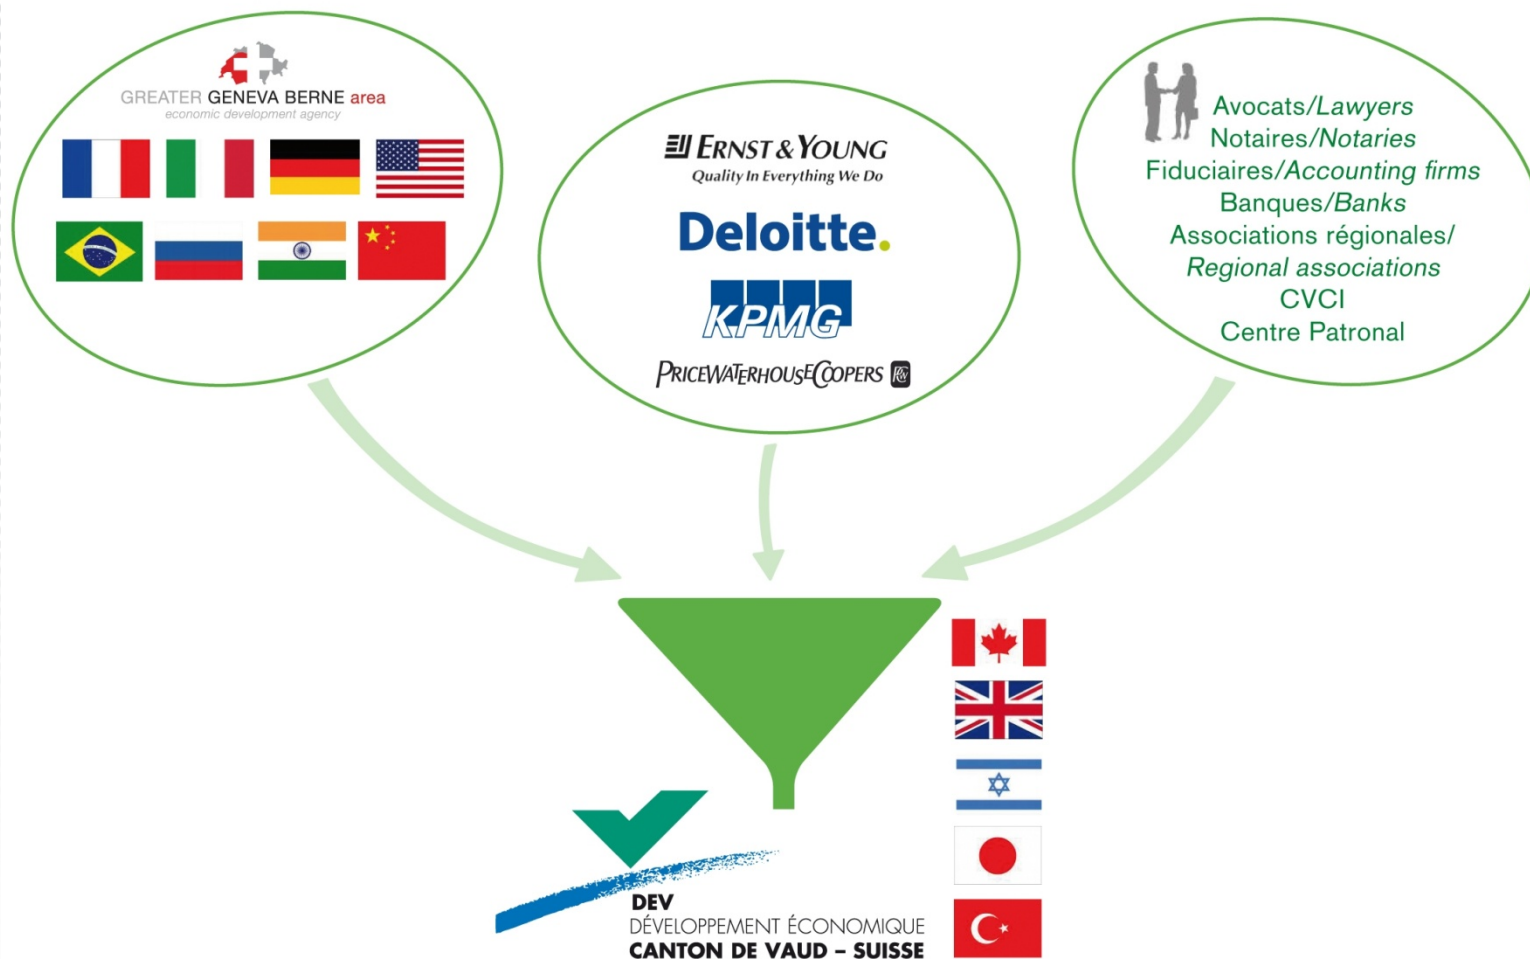 GREATER GENEVA BERNE area
economic development agency
ERNST & YOUNG
Quality In Everything We Do
Deloitte.
KPMG
PRICEWATERHOUSECOOPERS
PWC
Avocats/Lawyers
Notaires/Notaries
Fiduciaires/Accounting firms
Banques/Banks
Associations régionales/
Regional associations
CVCI
Centre Patronal
DEV
DÉVELOPPEMENT ÉCONOMIQUE
CANTON DE VAUD – SUISSE